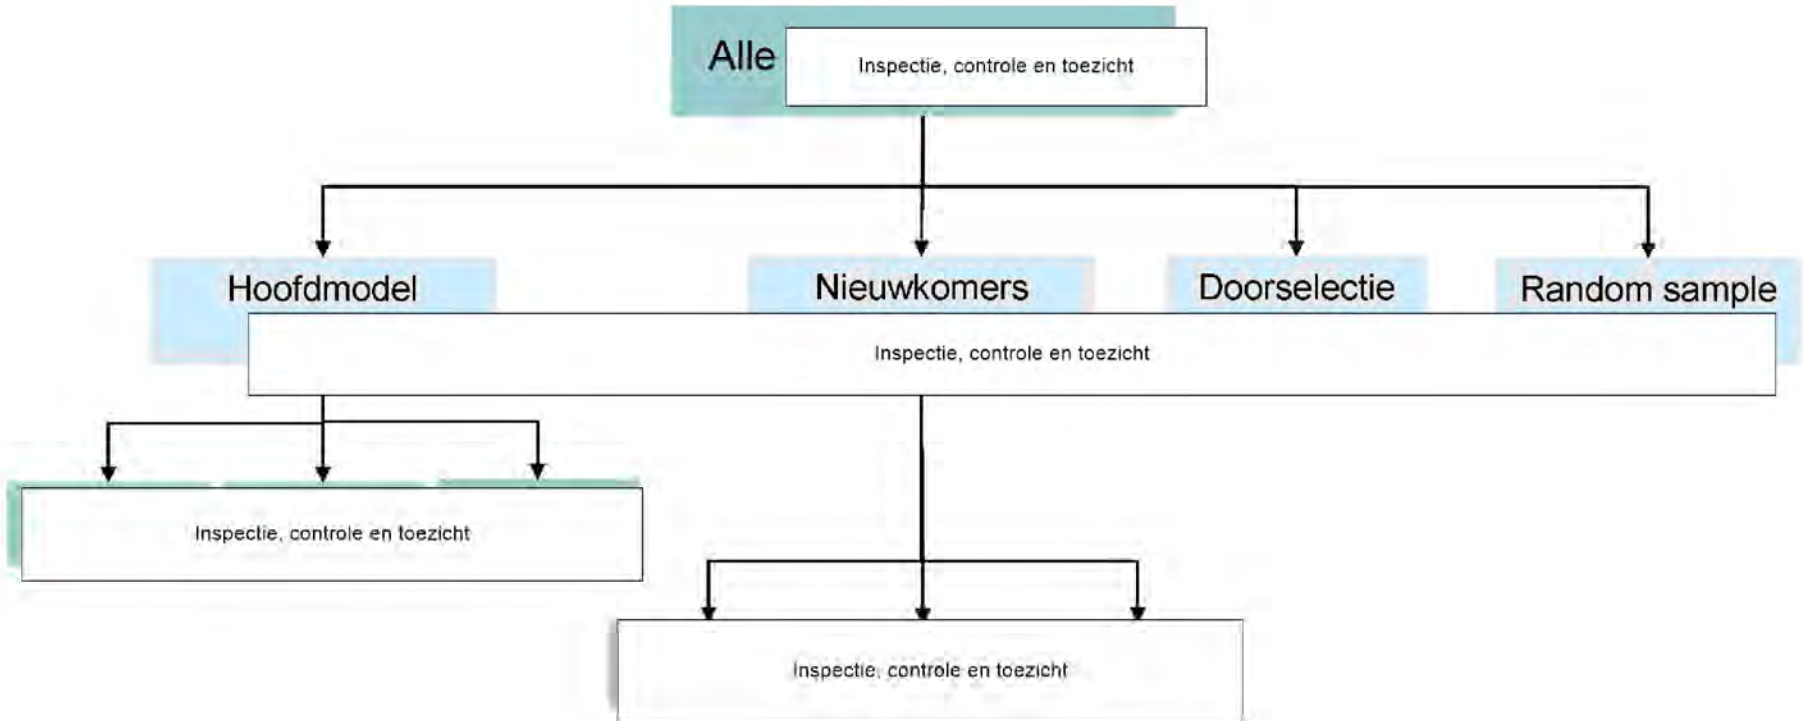 Alle
Inspectie, controle en toezicht
Hoofdmodel
Nieuwkomers
Doorselectie
Random sample
Inspectie, controle en toezicht
Inspectie, controle en toezicht
Inspectie, controle en toezicht